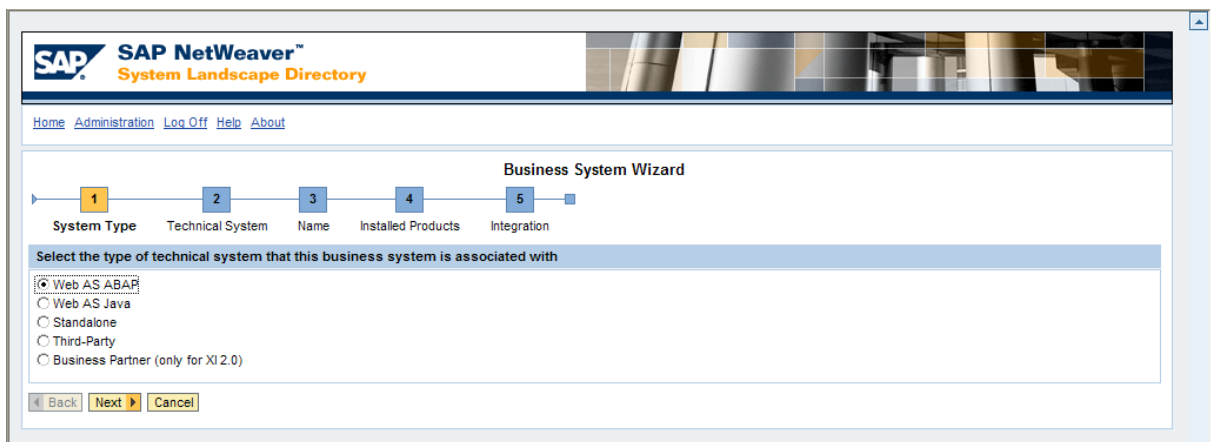 SAP
SAP NetWeaver™
System Landscape Directory
Home Administration Log Off Help About
Business System Wizard
1 2 3 4 5
System Type Technical System Name Installed Products Integration
Select the type of technical system that this business system is associated with
Web AS ABAP
Web AS Java
Standalone
Third-Party
Business Partner (only for XI 2.0)
Back Next Cancel